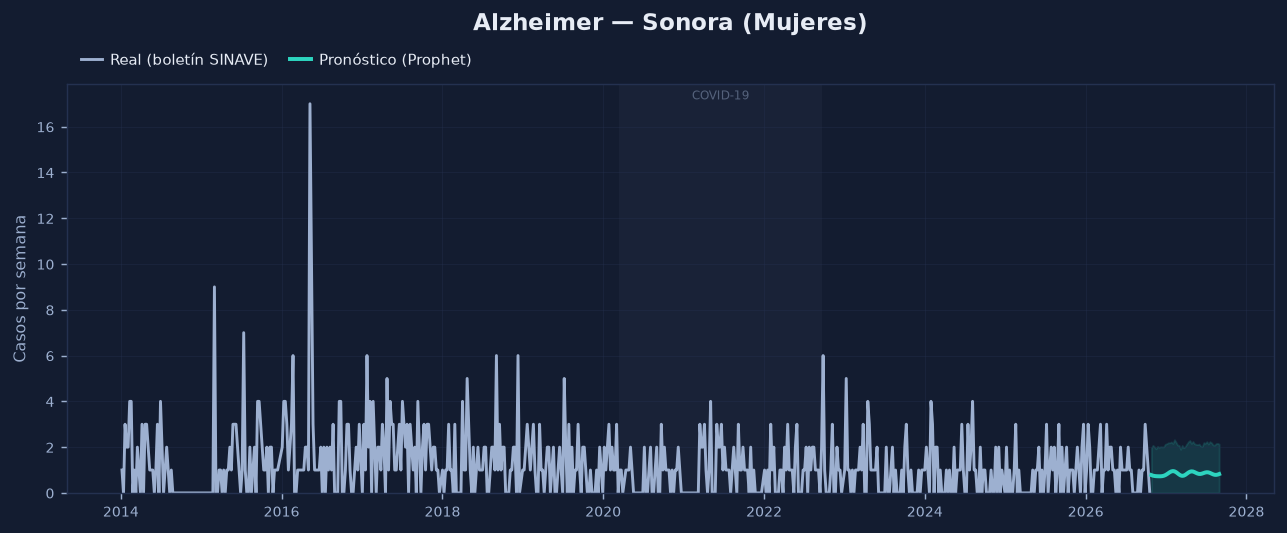 Alzheimer — Sonora (Mujeres)
Real (boletín SINAVE) Pronóstico (Prophet)
COVID-19
Casos por semana
16
14
12
10
8
6
4
2
0
2014 2016 2018 2020 2022 2024 2026 2028